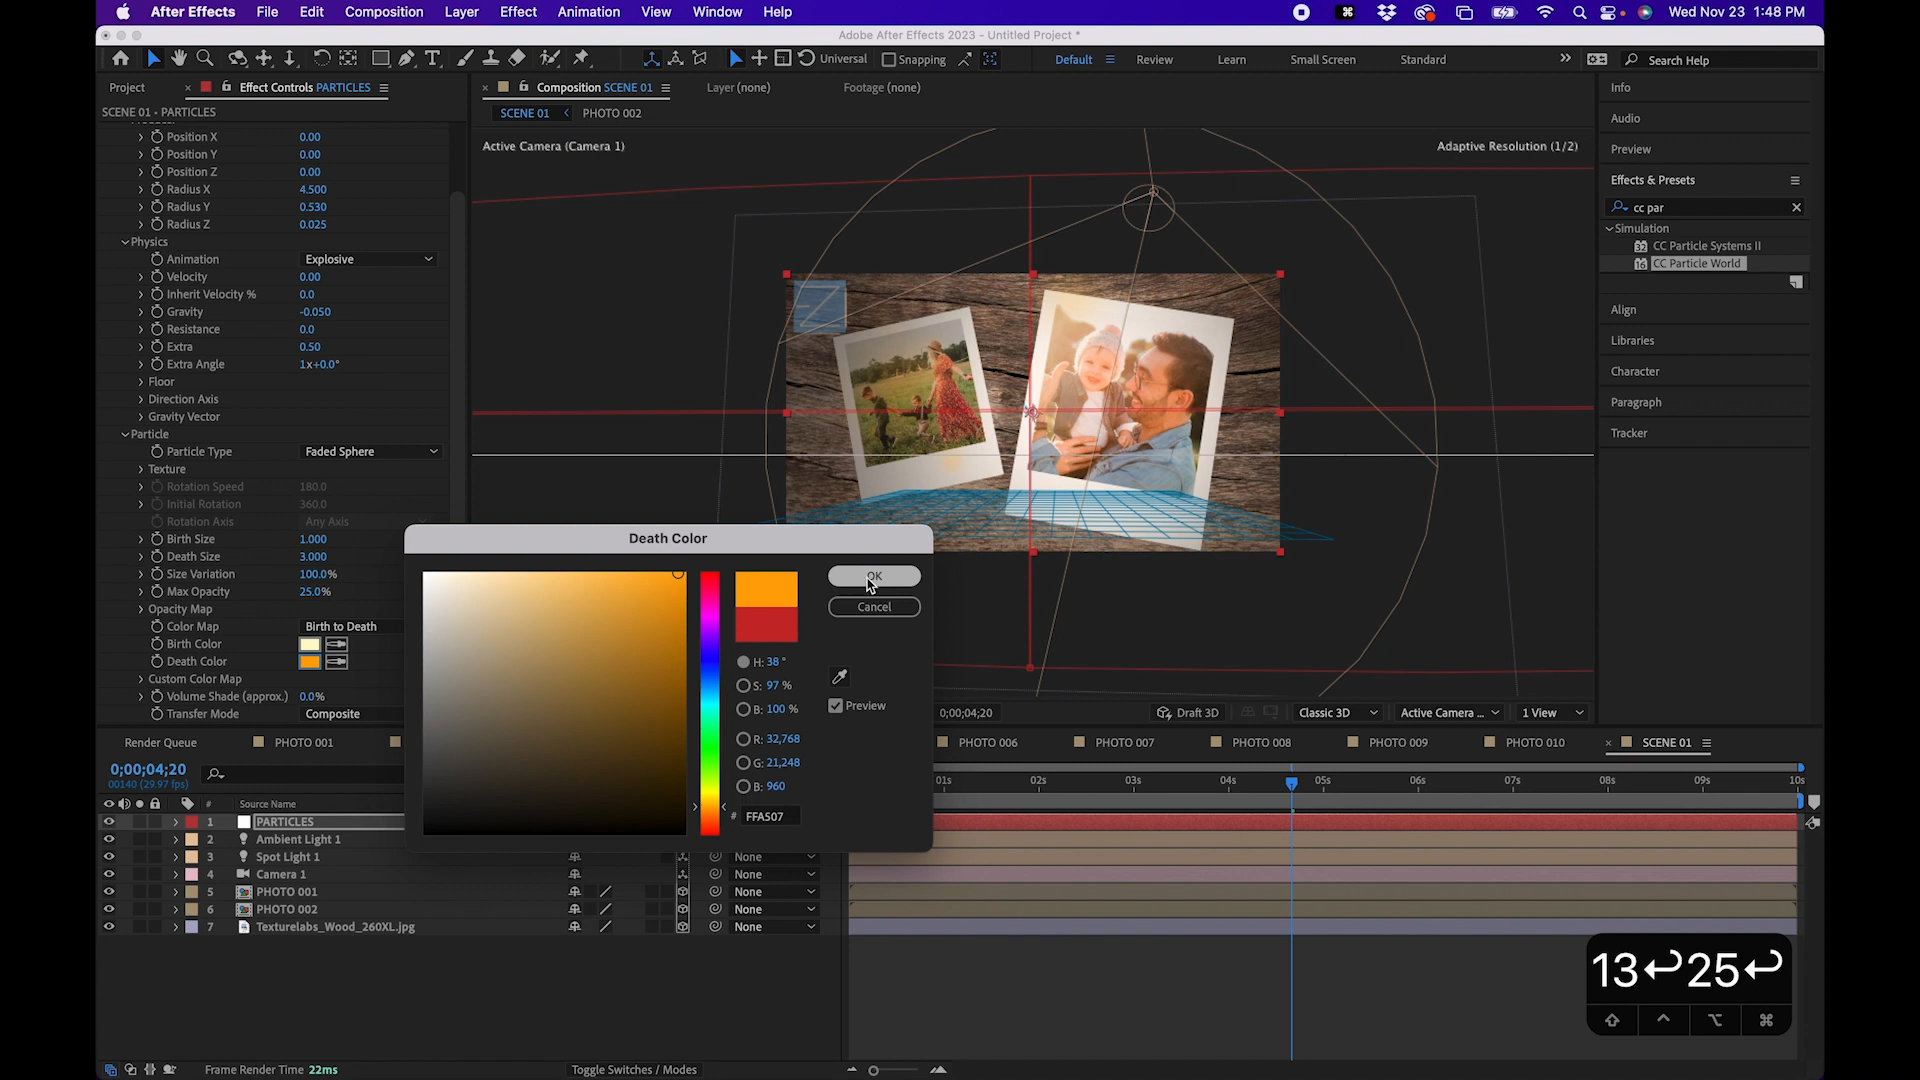 After Effects File Edit Composition Layer Effect Animation View Window Help Wed Nov 23 1:48 PM
Adobe After Effects 2023 - Untitled Project *
Universal Snapping Default Review Learn Small Screen Standard Search Help
Project Effect Controls PARTICLES Composition SCENE 01 Layer (none) Footage (none) Info
SCENE 01 • PARTICLES SCENE 01 PHOTO 002
Audio
Active Camera (Camera 1) Adaptive Resolution (1/2) Preview
Position X 0.00
Position Y 0.00
Position Z 0.00
Radius X 4.500
Radius Y 0.530
Radius Z 0.025
Physics
Animation Explosive
Velocity 0.00
Inherit Velocity % 0.0
Gravity -0.050
Resistance 0.0
Extra 0.50
Extra Angle 1x+0.0°
Floor
Direction Axis
Gravity Vector
Particle
Particle Type Faded Sphere
Texture
Rotation Speed 180.0
Initial Rotation 360.0
Rotation Axis Any Axis
Birth Size 1.000
Death Size 3.000
Size Variation 100.0%
Max Opacity 25.0%
Opacity Map
Color Map Birth to Death
Birth Color
Death Color
Custom Color Map
Volume Shade (approx.) 0.0%
Transfer Mode Composite
Effects & Presets
cc par
Simulation
CC Particle Systems II
CC Particle World
Align
Libraries
Character
Paragraph
Tracker
Death Color
OK
Cancel
H: 38 °
S: 97 %
B: 100 %
Preview
R: 32,768
G: 21,248
B: 960
# FFA507
0;00;04;20 Draft 3D Classic 3D Active Camera ... 1 View
Render Queue PHOTO 001 PHOTO 006 PHOTO 007 PHOTO 008 PHOTO 009 PHOTO 010 SCENE 01
0;00;04;20
00140 (29.97 fps)
01s 02s 03s 04s 05s 06s 07s 08s 09s 10s
# Source Name
1 PARTICLES
2 Ambient Light 1
3 Spot Light 1 None
4 Camera 1 None
5 PHOTO 001 None
6 PHOTO 002 None
7 Texturelabs_Wood_260XL.jpg None
13↩25↩
⇧ ^ ⌥ ⌘
Frame Render Time 22ms Toggle Switches / Modes